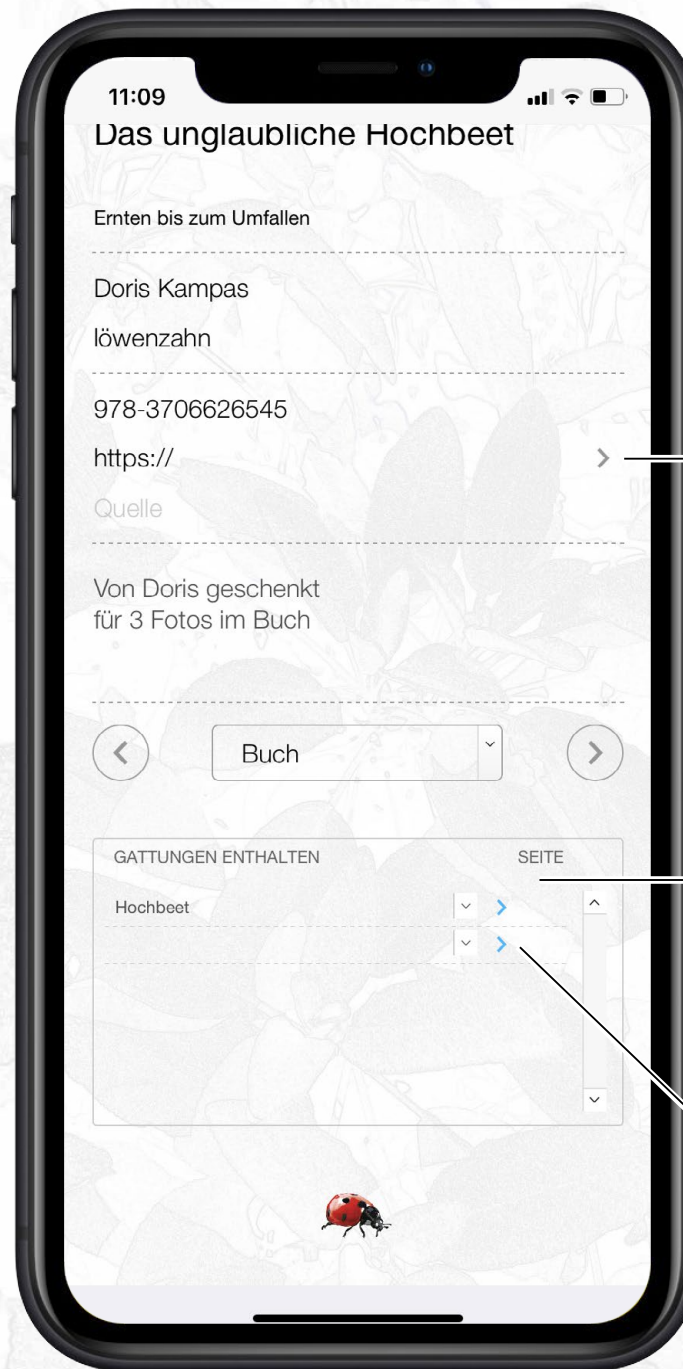 11:09
Das unglaubliche Hochbeet
Ernten bis zum Umfallen
Doris Kampas
löwenzahn
978-3706626545
https://
Quelle
Von Doris geschenkt
für 3 Fotos im Buch
Buch
GATTUNGEN ENTHALTEN SEITE
Hochbeet